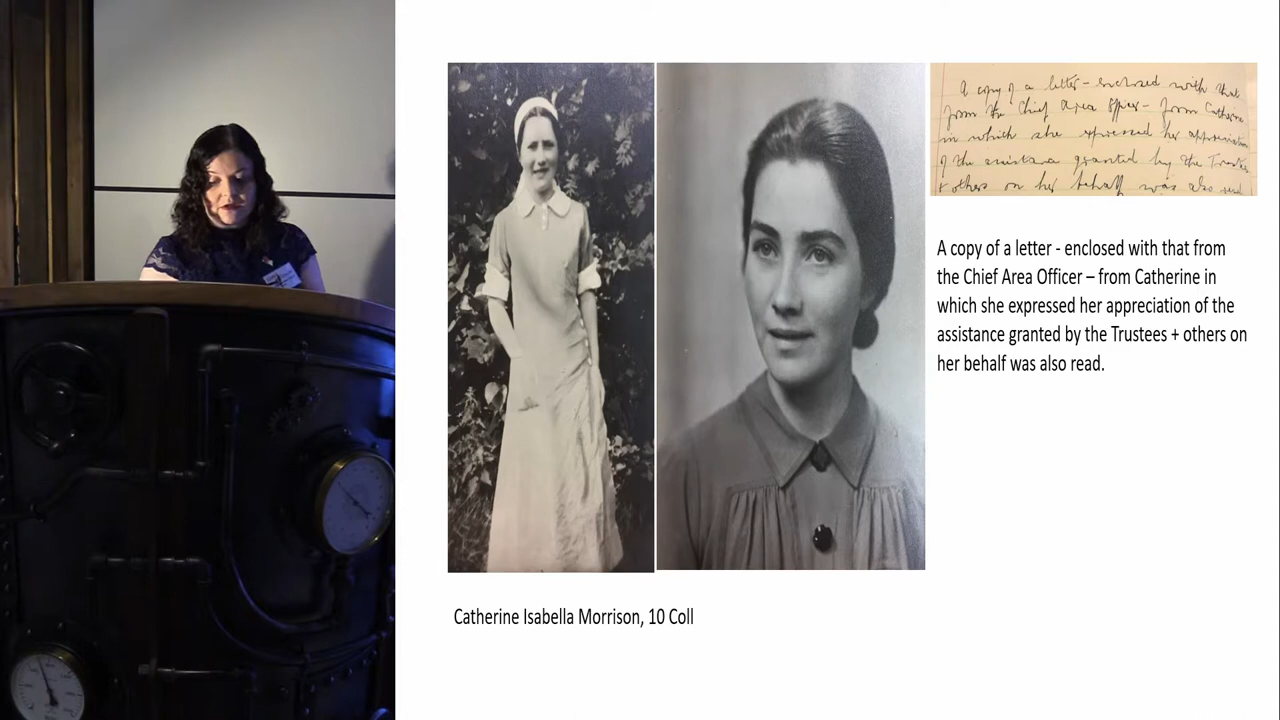 A copy of a letter - enclosed with that
from the Chief Area Officer - from Catherine
in which she expressed her appreciation
of the assistance granted by the Trustees
+ others on her behalf was also read
A copy of a letter - enclosed with that from
the Chief Area Officer – from Catherine in
which she expressed her appreciation of the
assistance granted by the Trustees + others on
her behalf was also read.
Catherine Isabella Morrison, 10 Coll